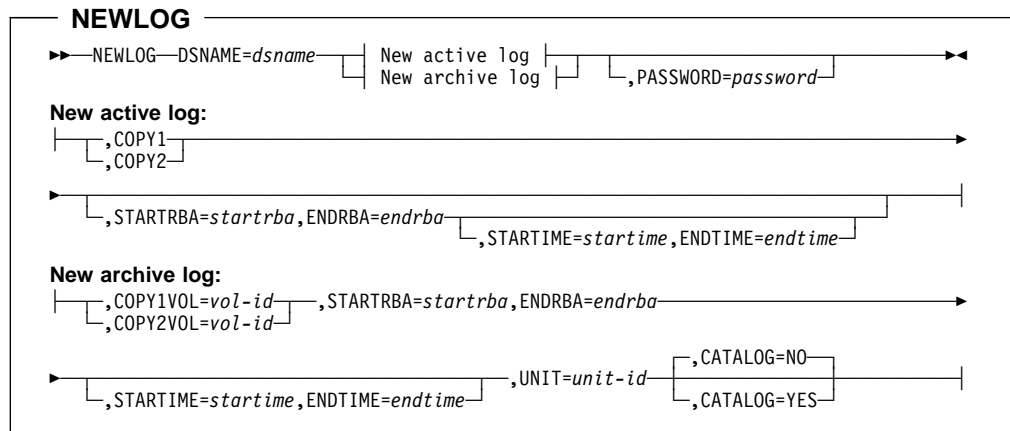 NEWLOG
NEWLOG DSNAME=dsname New active log
New archive log ,PASSWORD=password
New active log:
,COPY1
,COPY2
,STARTRBA=startrba,ENDRBA=endrba
,STARTIME=startime,ENDTIME=endtime
New archive log:
,COPY1VOL=vol-id ,STARTRBA=startrba,ENDRBA=endrba
,COPY2VOL=vol-id
,CATALOG=NO
,UNIT=unit-id
,STARTIME=startime,ENDTIME=endtime ,CATALOG=YES